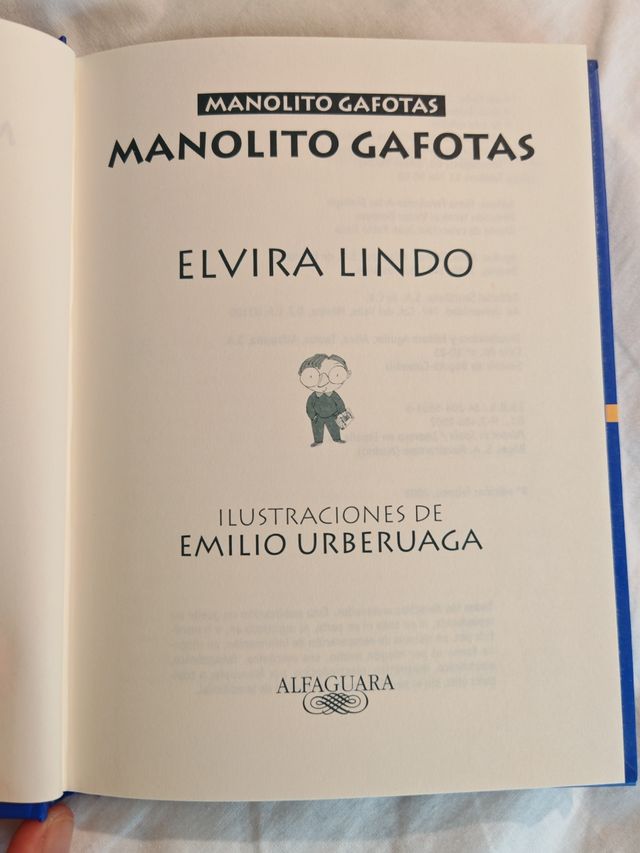 MANOLITO GAFOTAS
MANOLITO GAFOTAS
ELVIRA LINDO
ILUSTRACIONES DE
EMILIO URBERUAGA
ALFAGUARA